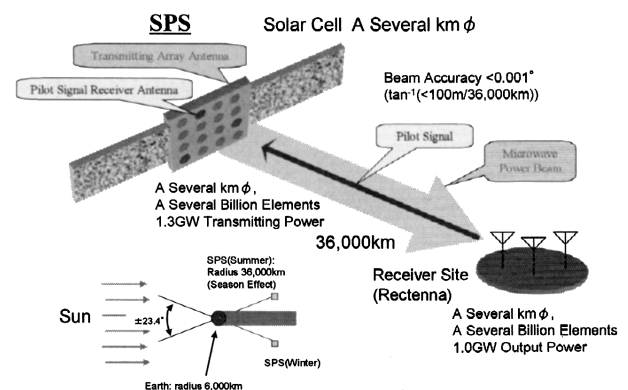 SPS
Solar Cell A Several kmφ
Transmitting Array Antenna
Pilot Signal Receiver Antenna
Beam Accuracy <0.001°
(tan⁻¹(<100m/36,000km))
Pilot Signal
Microwave
Power Beam
A Several kmφ,
A Several Billion Elements
1.3GW Transmitting Power
36,000km
Receiver Site
(Rectenna)
A Several kmφ,
A Several Billion Elements
1.0GW Output Power
SPS(Summer):
Radius 36,000km
(Season Effect)
Sun
±23.4°
SPS(Winter)
Earth: radius 6,000km